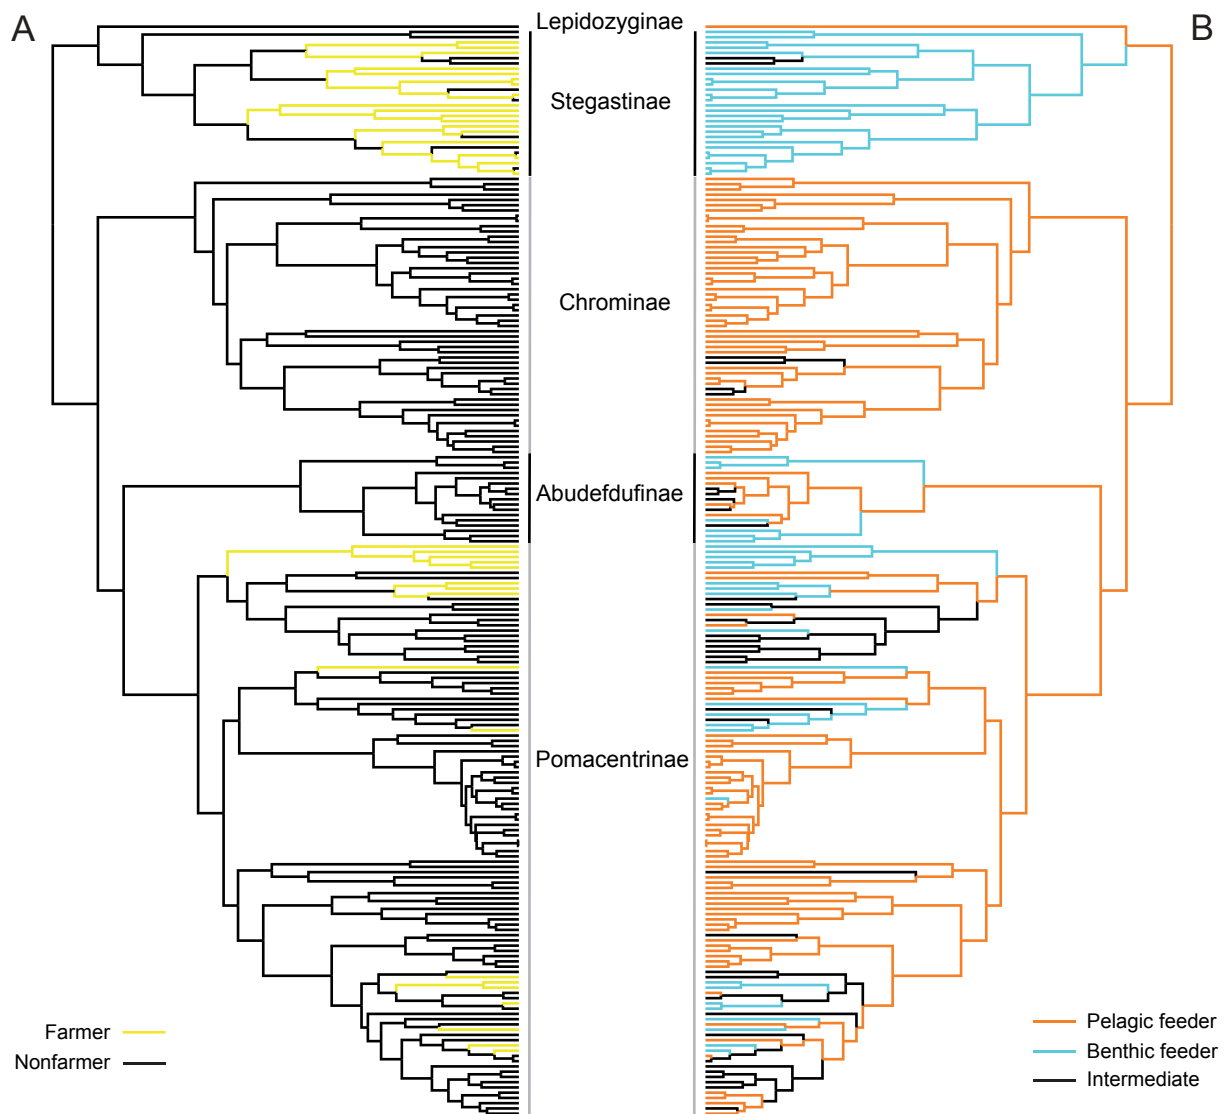 A
B
Lepidozyginae
Stegastinae
Chrominae
Abudefdufinae
Pomacentrinae
Farmer
Nonfarmer
Pelagic feeder
Benthic feeder
Intermediate